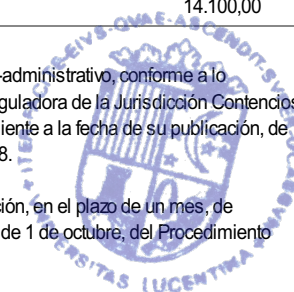 14.100,00
-administrativo, conforme a lo
guladora de la Jurisdicción Contencios
iente a la fecha de su publicación, de
8.
ción, en el plazo de un mes, de
de 1 de octubre, del Procedimiento